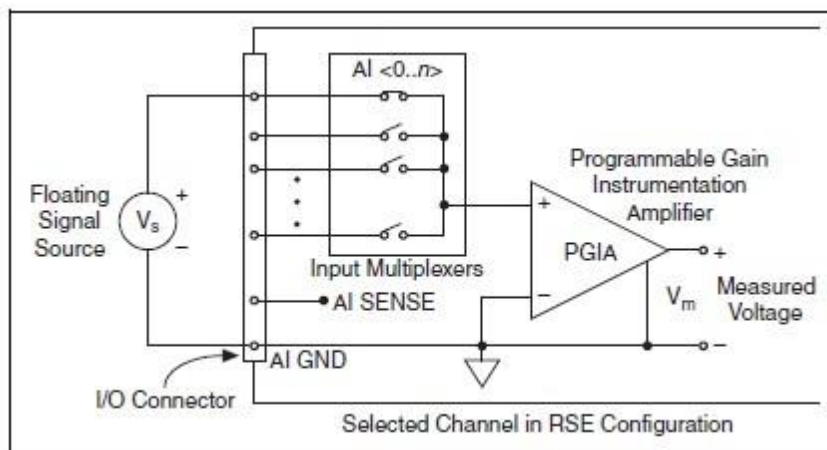 AI <0..n>
Programmable Gain
Instrumentation
Amplifier
Floating
Signal
Source
+
Vs
−
+
PGIA
−
+
Vm
Measured
Voltage
−
Input Multiplexers
AI SENSE
AI GND
I/O Connector
Selected Channel in RSE Configuration